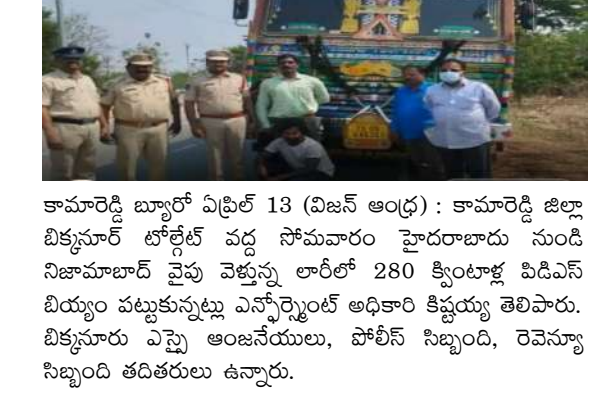 కామారెడ్డి బ్యూరో ఏప్రిల్ 13 (విజన్ ఆంధ్ర) : కామారెడ్డి జిల్లా
బిక్కనూర్ టోల్గేట్ వద్ద సోమవారం హైదరాబాదు నుండి
నిజామాబాద్ వైపు వెళ్తున్న లారీలో 280 క్వింటాళ్ల పిడిఎస్
బియ్యం పట్టుకున్నట్లు ఎన్ఫోర్స్మెంట్ అధికారి కిష్టయ్య తెలిపారు.
బిక్కనూరు ఎస్సై ఆంజనేయులు, పోలీస్ సిబ్బంది, రెవెన్యూ
సిబ్బంది తదితరులు ఉన్నారు.